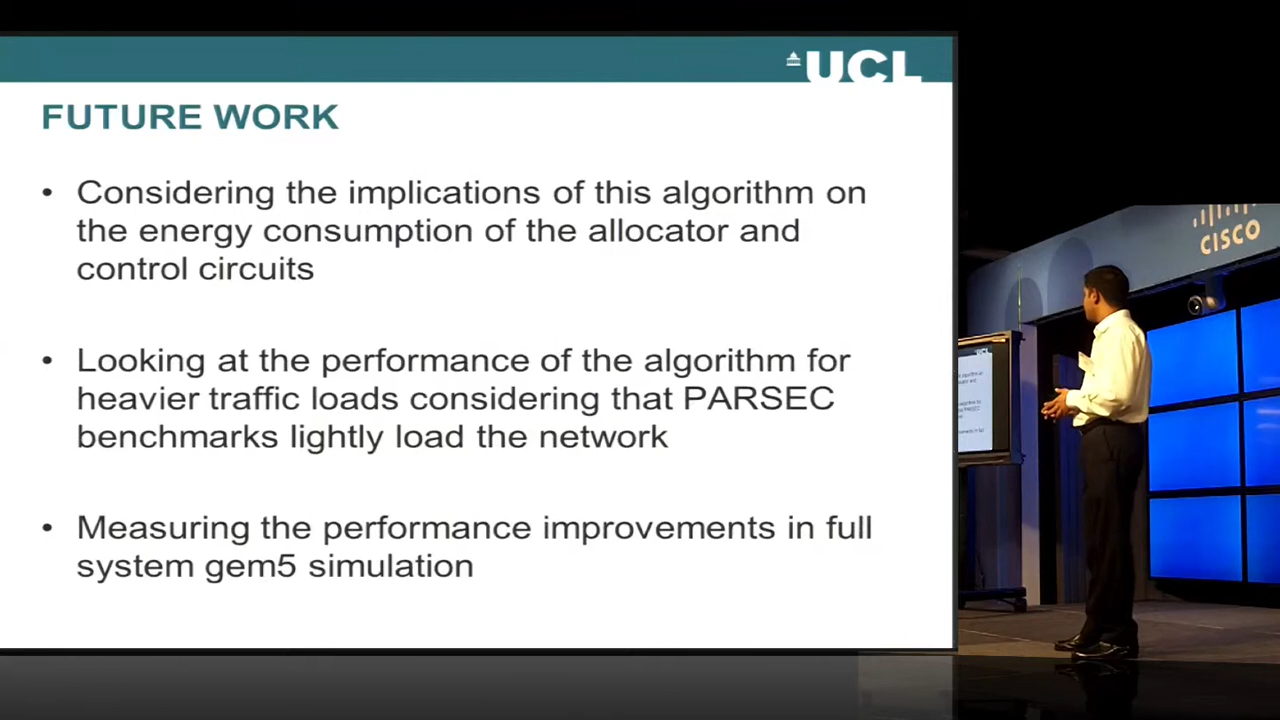 UCL
FUTURE WORK
• Considering the implications of this algorithm on
the energy consumption of the allocator and
control circuits
• Looking at the performance of the algorithm for
heavier traffic loads considering that PARSEC
benchmarks lightly load the network
• Measuring the performance improvements in full
system gem5 simulation
CISCO
UCL